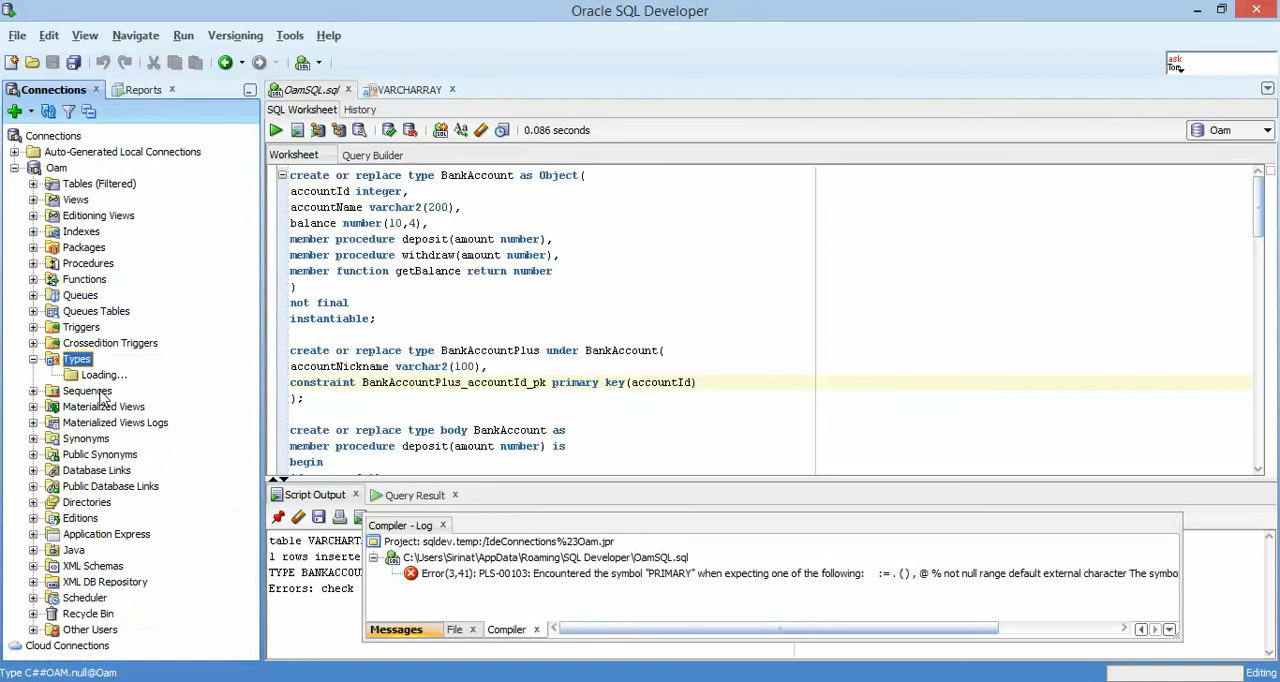 Oracle SQL Developer
File Edit View Navigate Run Versioning Tools Help
ask
Tom
Connections Reports
OamSQL.sql VARCHARRAY
SQL Worksheet History
0.086 seconds
Oam
Worksheet Query Builder
Connections
Auto-Generated Local Connections
Oam
Tables (Filtered)
Views
Editioning Views
Indexes
Packages
Procedures
Functions
Queues
Queues Tables
Triggers
Crossedition Triggers
Types
Loading...
Sequences
Materialized Views
Materialized Views Logs
Synonyms
Public Synonyms
Database Links
Public Database Links
Directories
Editions
Application Express
Java
XML Schemas
XML DB Repository
Scheduler
Recycle Bin
Other Users
Cloud Connections
create or replace type BankAccount as Object(
accountId integer,
accountName varchar2(200),
balance number(10,4),
member procedure deposit(amount number),
member procedure withdraw(amount number),
member function getBalance return number
)
not final
instantiable;
create or replace type BankAccountPlus under BankAccount(
accountNickname varchar2(100),
constraint BankAccountPlus_accountId_pk primary key(accountId)
);
create or replace type body BankAccount as
member procedure deposit(amount number) is
begin
Script Output Query Result
table VARCHART
1 rows inserte
TYPE BANKACCOU
Errors: check
Compiler - Log
Project: sqldev.temp:/IdeConnections%23Oam.jpr
C:\Users\Sirinat\AppData\Roaming\SQL Developer\OamSQL.sql
Error(3,41): PLS-00103: Encountered the symbol "PRIMARY" when expecting one of the following: := . ( ) , @ % not null range default external character The symbo
Messages File Compiler
Type C##OAM.null@Oam
Editing